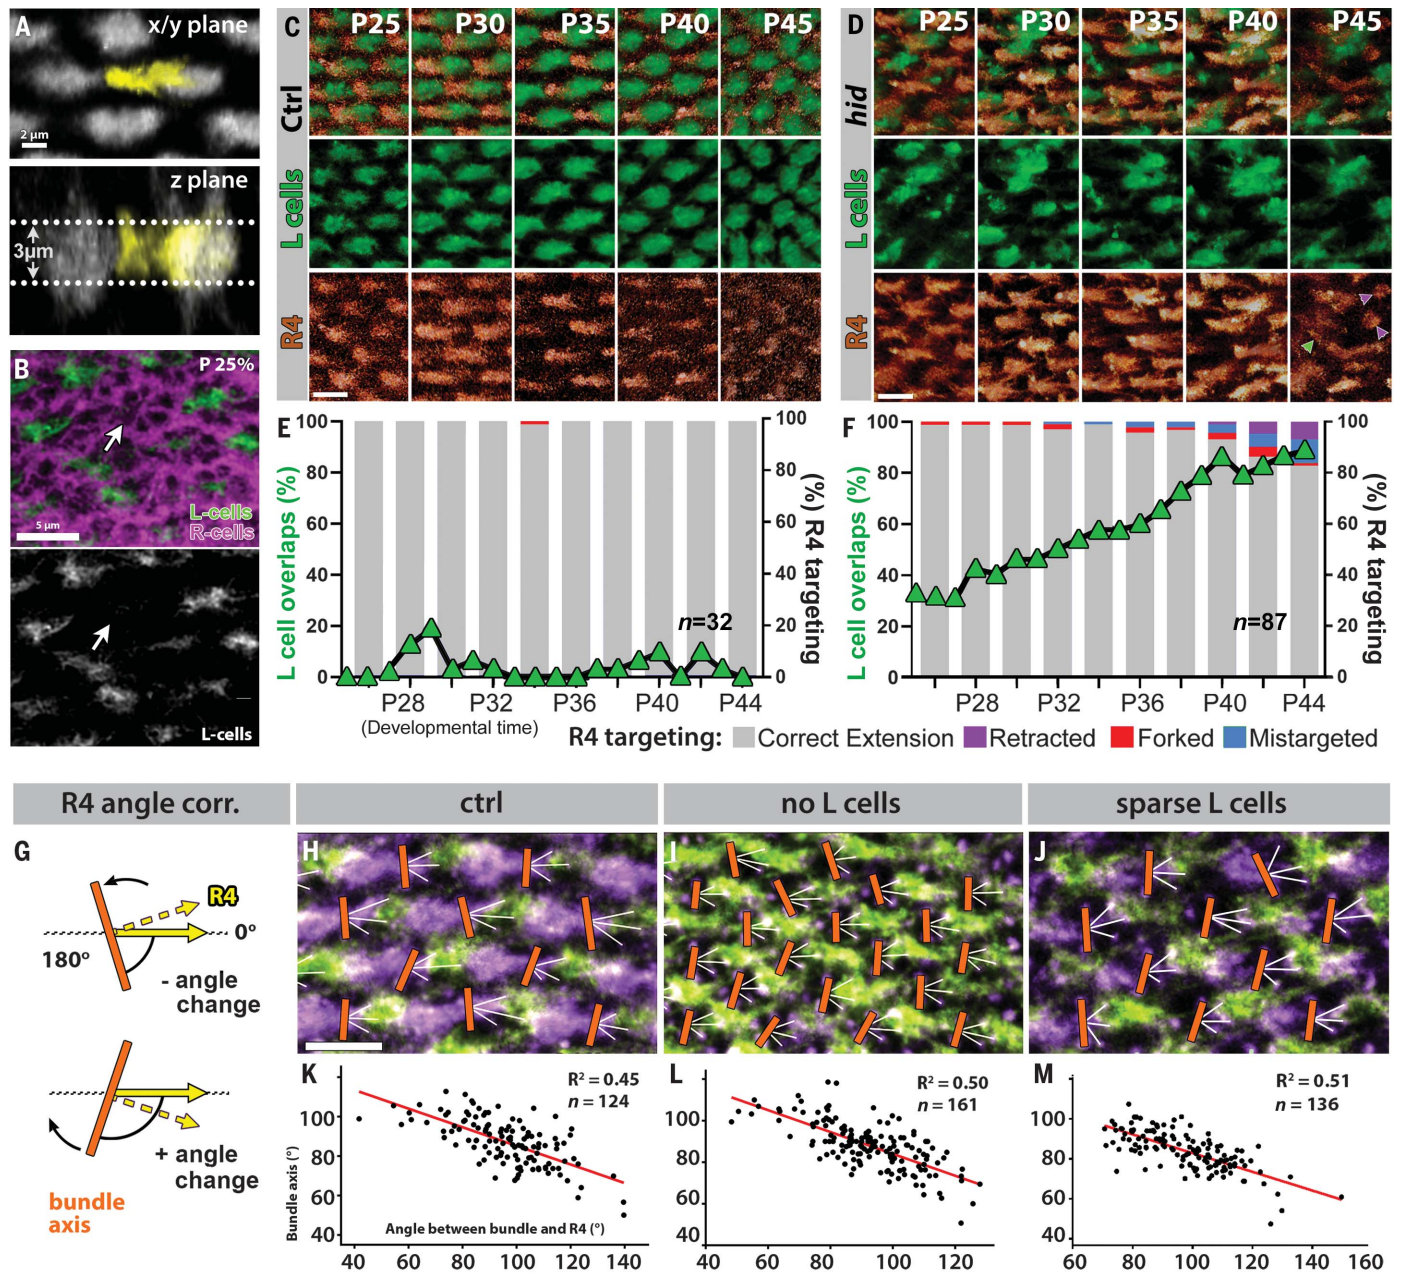 A
x/y plane
2 µm
z plane
3µm
B
P 25%
L-cells
R-cells
5 µm
L-cells
C
P25
P30
P35
P40
P45
Ctrl
L cells
R4
D
P25
P30
P35
P40
P45
hid
L cells
R4
E
L cell overlaps (%)
100
80
60
40
20
0
100
80
60
40
20
0
(%) R4 targeting
n=32
P28
P32
P36
P40
P44
(Developmental time)
F
L cell overlaps (%)
100
80
60
40
20
0
100
80
60
40
20
0
(%) R4 targeting
n=87
P28
P32
P36
P40
P44
R4 targeting:
Correct Extension
Retracted
Forked
Mistargeted
R4 angle corr.
ctrl
no L cells
sparse L cells
G
R4
0°
180°
- angle
change
+ angle
change
bundle
axis
H
I
J
K
R² = 0.45
n = 124
Bundle axis (°)
100
80
60
40
Angle between bundle and R4 (°)
40
60
80
100
120
140
L
R² = 0.50
n = 161
100
80
60
40
40
60
80
100
120
M
R² = 0.51
n = 136
100
80
60
40
60
80
100
120
140
160